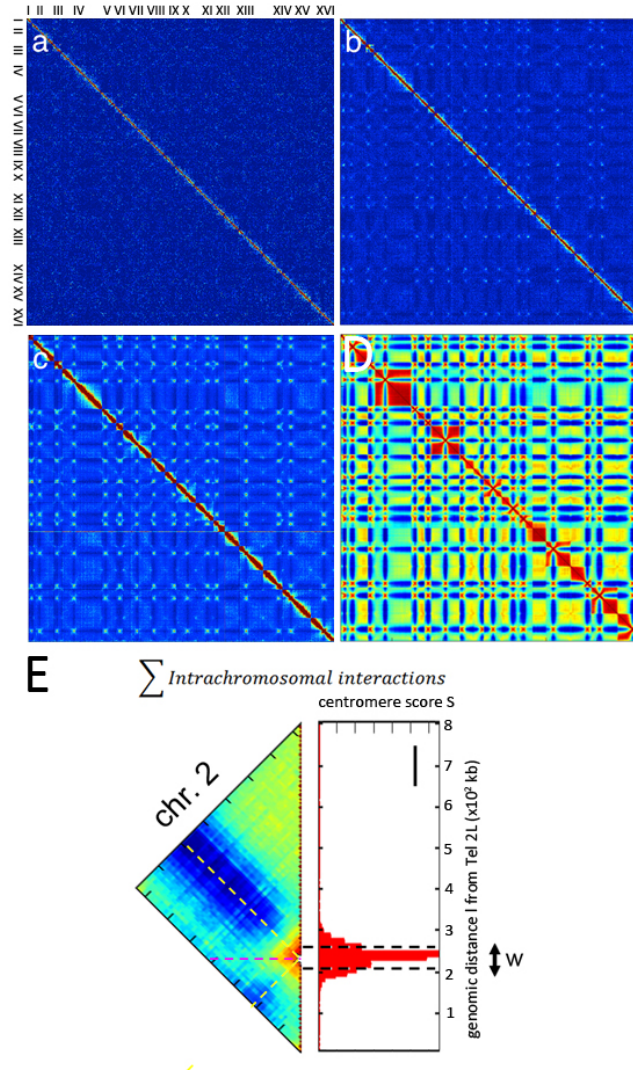 I II III IV V VI VII VIII IX X XI XII XIII XIV XV XVI
I II III IV V VI VII VIII IX X XI XII XIII XIV XV XVI
a
b
c
D
E
∑ Intrachromosomal interactions
centromere score S
chr. 2
8
7
6
5
4
3
2
1
genomic distance l from Tel 2L (x10² kb)
W